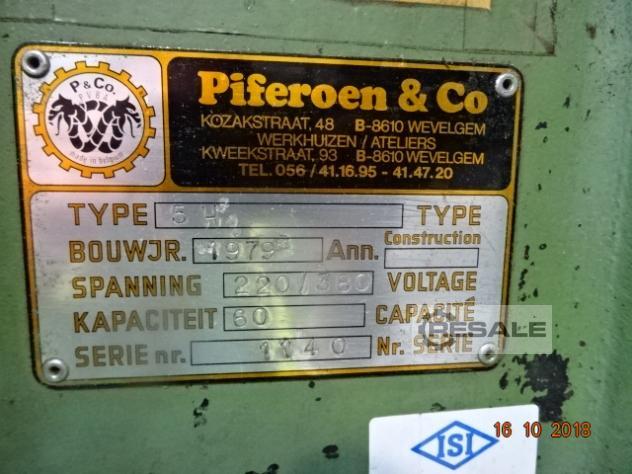 P & Co.
P V B A
made in belgium
Piferoen & Co
KOZAKSTRAAT, 48 B-8610 WEVELGEM
WERKHUIZEN / ATELIERS
KWEEKSTRAAT, 93 B-8610 WEVELGEM
TEL. 056 / 41.16.95 - 41.47.20
TYPE 5 H TYPE
BOUWJR. 1979 Ann. Construction
SPANNING 220/380 VOLTAGE
KAPACITEIT 60 CAPACITÉ
RESALE
SERIE nr. 1140 Nr. SERIE
16 10 2018
ISI